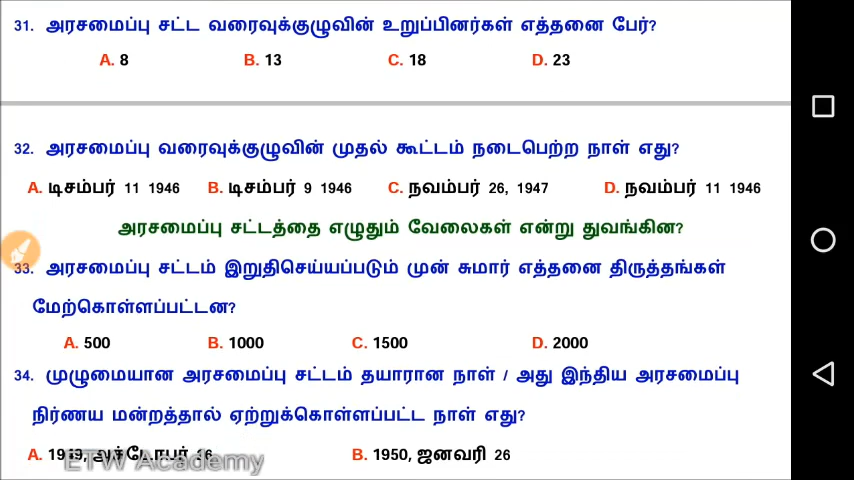 31. அரசமைப்பு சட்ட வரைவுக்குழுவின் உறுப்பினர்கள் எத்தனை பேர்?
A. 8 B. 13 C. 18 D. 23
32. அரசமைப்பு வரைவுக்குழுவின் முதல் கூட்டம் நடைபெற்ற நாள் எது?
A. டிசம்பர் 11 1946 B. டிசம்பர் 9 1946 C. நவம்பர் 26, 1947 D. நவம்பர் 11 1946
அரசமைப்பு சட்டத்தை எழுதும் வேலைகள் என்று துவங்கின?
33. அரசமைப்பு சட்டம் இறுதிசெய்யப்படும் முன் சுமார் எத்தனை திருத்தங்கள்
மேற்கொள்ளப்பட்டன?
A. 500 B. 1000 C. 1500 D. 2000
34. முழுமையான அரசமைப்பு சட்டம் தயாரான நாள் / அது இந்திய அரசமைப்பு
நிர்ணய மன்றத்தால் ஏற்றுக்கொள்ளப்பட்ட நாள் எது?
A. 1949, அக்டோபர் 26 B. 1950, ஜனவரி 26
ETW Academy